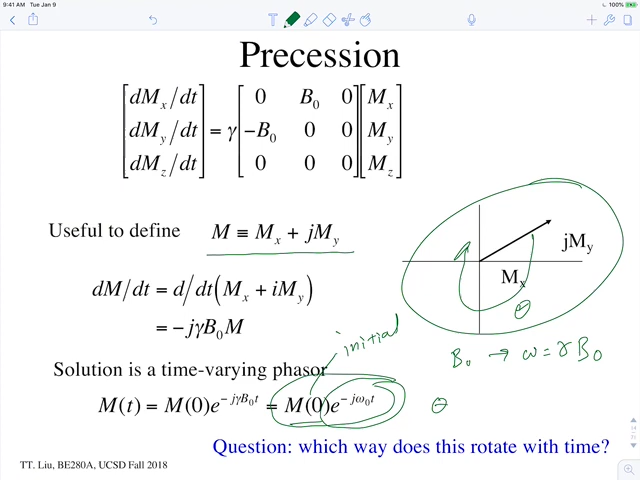 9:41 AM Tue Jan 9
100%
Precession
[dMx/dt] = γ [0 B₀ 0] [Mx]
[dMy/dt] [−B₀ 0 0] [My]
[dMz/dt] [0 0 0] [Mz]
Useful to define M ≡ Mx + jMy
jMy
Mx
θ
dM/dt = d/dt(Mx + iMy)
= −jγB₀M
initial
B₀ → ω = γB₀
Solution is a time-varying phasor
M(t) = M(0)e^(−jγB₀t) = M(0)e^(−jω₀t) θ
Question: which way does this rotate with time?
TT. Liu, BE280A, UCSD Fall 2018